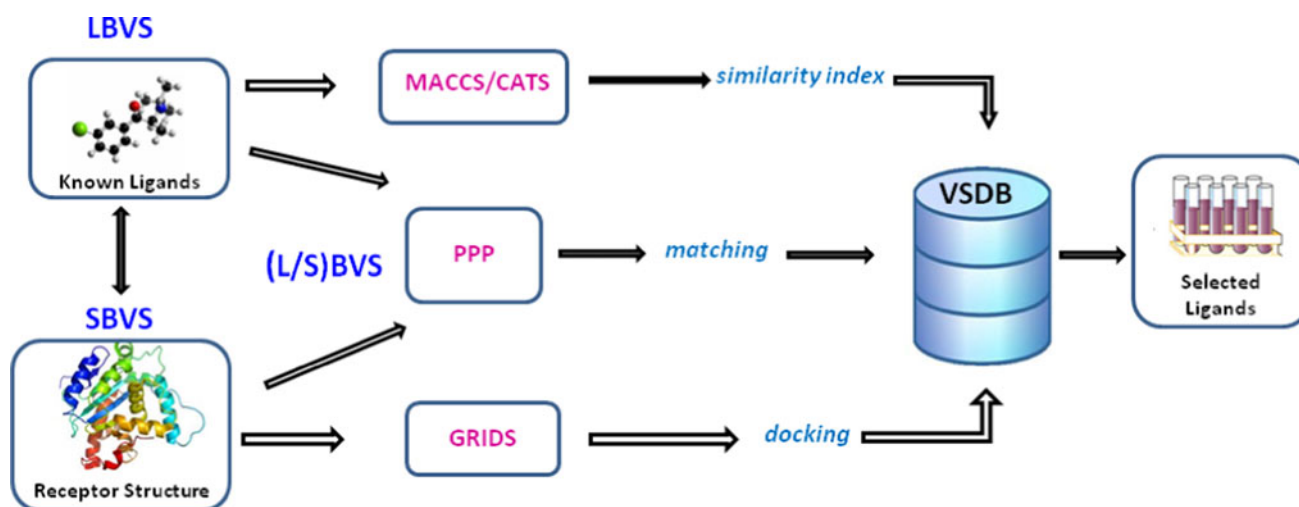 LBVS
Known Ligands
MACCS/CATS
similarity index
(L/S)BVS
PPP
matching
VSDB
Selected
Ligands
SBVS
Receptor Structure
GRIDS
docking